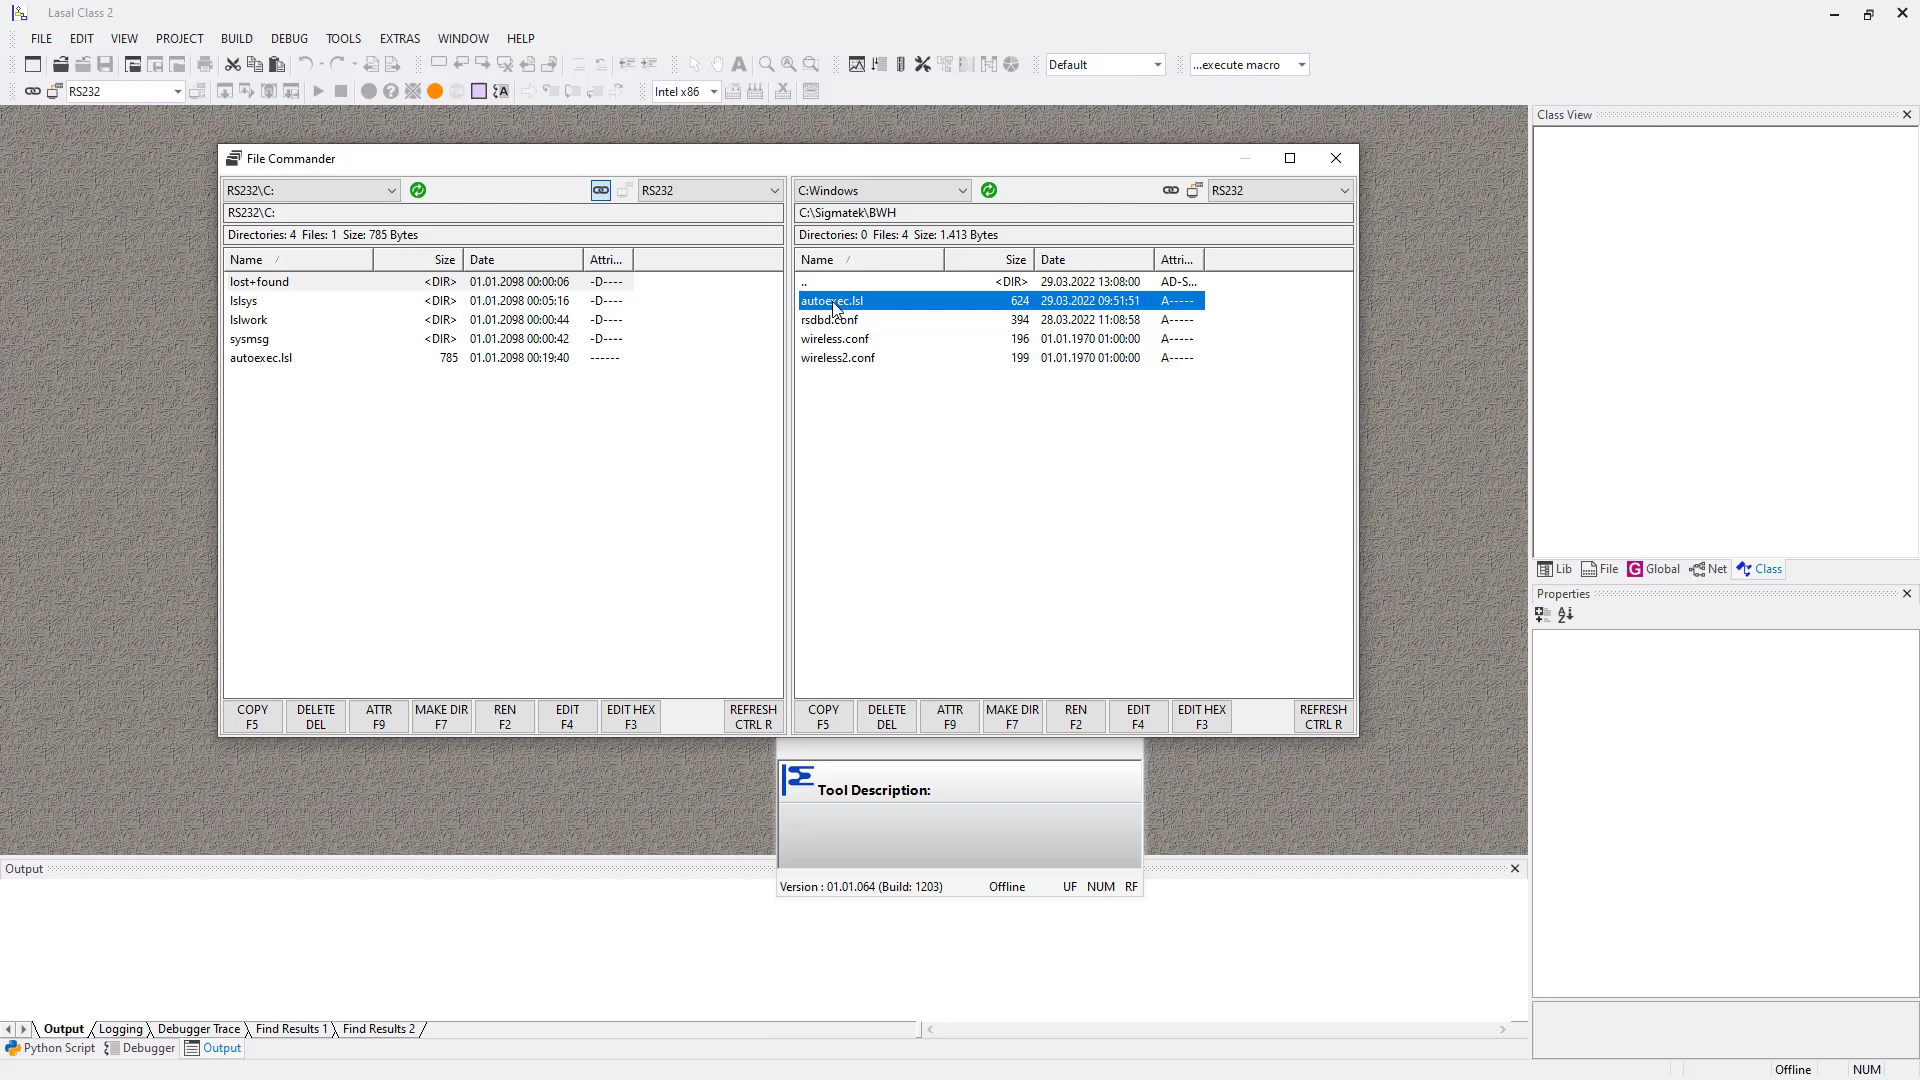 Lasal Class 2
FILE EDIT VIEW PROJECT BUILD DEBUG TOOLS EXTRAS WINDOW HELP
Default ...execute macro
RS232 Intel x86
Class View
File Commander
RS232\C: RS232 C:Windows RS232
RS232\C: C:\Sigmatek\BWH
Directories: 4 Files: 1 Size: 785 Bytes Directories: 0 Files: 4 Size: 1.413 Bytes
Name Size Date Attri... Name Size Date Attri...
lost+found <DIR> 01.01.2098 00:00:06 -D---- .. <DIR> 29.03.2022 13:08:00 AD-S...
lslsys <DIR> 01.01.2098 00:05:16 -D---- autoexec.lsl 624 29.03.2022 09:51:51 A-----
lslwork <DIR> 01.01.2098 00:00:44 -D---- rsdbd.conf 394 28.03.2022 11:08:58 A-----
sysmsg <DIR> 01.01.2098 00:00:42 -D---- wireless.conf 196 01.01.1970 01:00:00 A-----
autoexec.lsl 785 01.01.2098 00:19:40 ------ wireless2.conf 199 01.01.1970 01:00:00 A-----
Lib File Global Net Class
Properties
COPY DELETE ATTR MAKE DIR REN EDIT EDIT HEX REFRESH COPY DELETE ATTR MAKE DIR REN EDIT EDIT HEX REFRESH
F5 DEL F9 F7 F2 F4 F3 CTRL R F5 DEL F9 F7 F2 F4 F3 CTRL R
Tool Description:
Version : 01.01.064 (Build: 1203) Offline UF NUM RF
Output
Output Logging Debugger Trace Find Results 1 Find Results 2
Python Script Debugger Output
Offline NUM